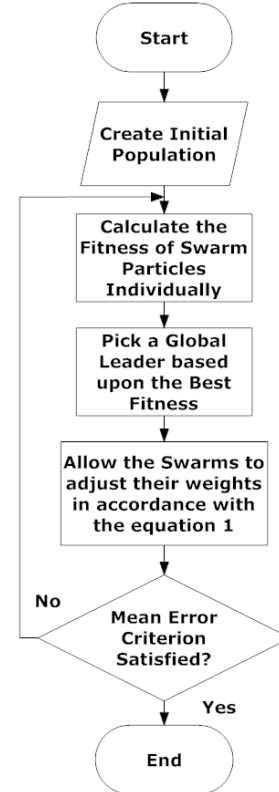 Start
Create Initial
Population
Calculate the
Fitness of Swarm
Particles
Individually
Pick a Global
Leader based
upon the Best
Fitness
Allow the Swarms to
adjust their weights
in accordance with
the equation 1
No
Mean Error
Criterion
Satisfied?
Yes
End